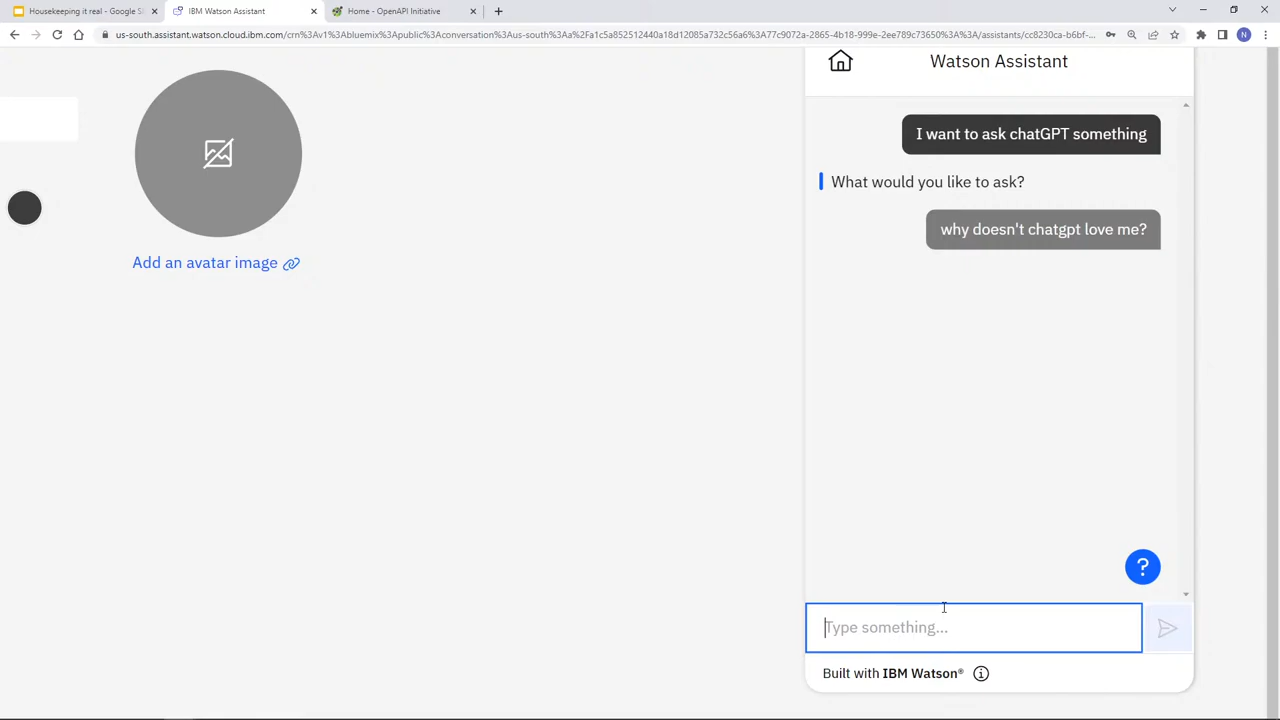 Housekeeping it real - Google Sl
IBM Watson Assistant
Home - OpenAPI Initiative
us-south.assistant.watson.cloud.ibm.com/crn%3Av1%3Abluemix%3Apublic%3Aconversation%3Aus-south%3Aa%2Fa1c5a852512440a18d12085a732c56a6%3A77c9072a-2865-4b18-999e-2ee789c73650%3A%3A/assistants/cc8230ca-b6bf-...
N
Watson Assistant
I want to ask chatGPT something
What would you like to ask?
why doesn't chatgpt love me?
Add an avatar image
?
Type something...
Built with IBM Watson®